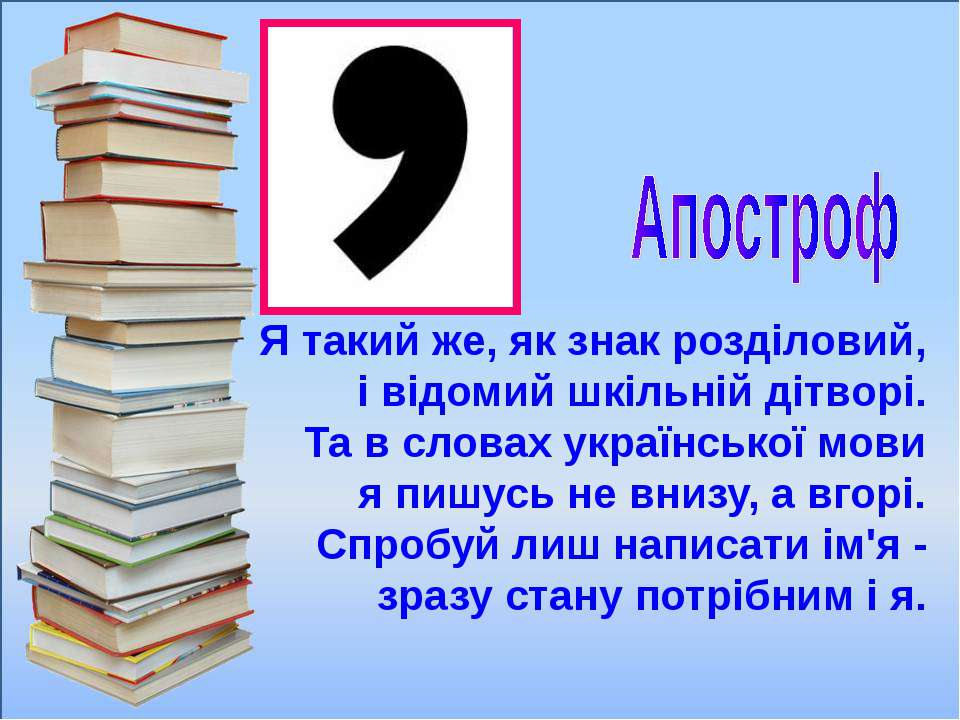 Апостроф
Я такий же, як знак розділовий,
і відомий шкільній дітворі.
Та в словах української мови
я пишусь не внизу, а вгорі.
Спробуй лиш написати ім'я -
зразу стану потрібним і я.